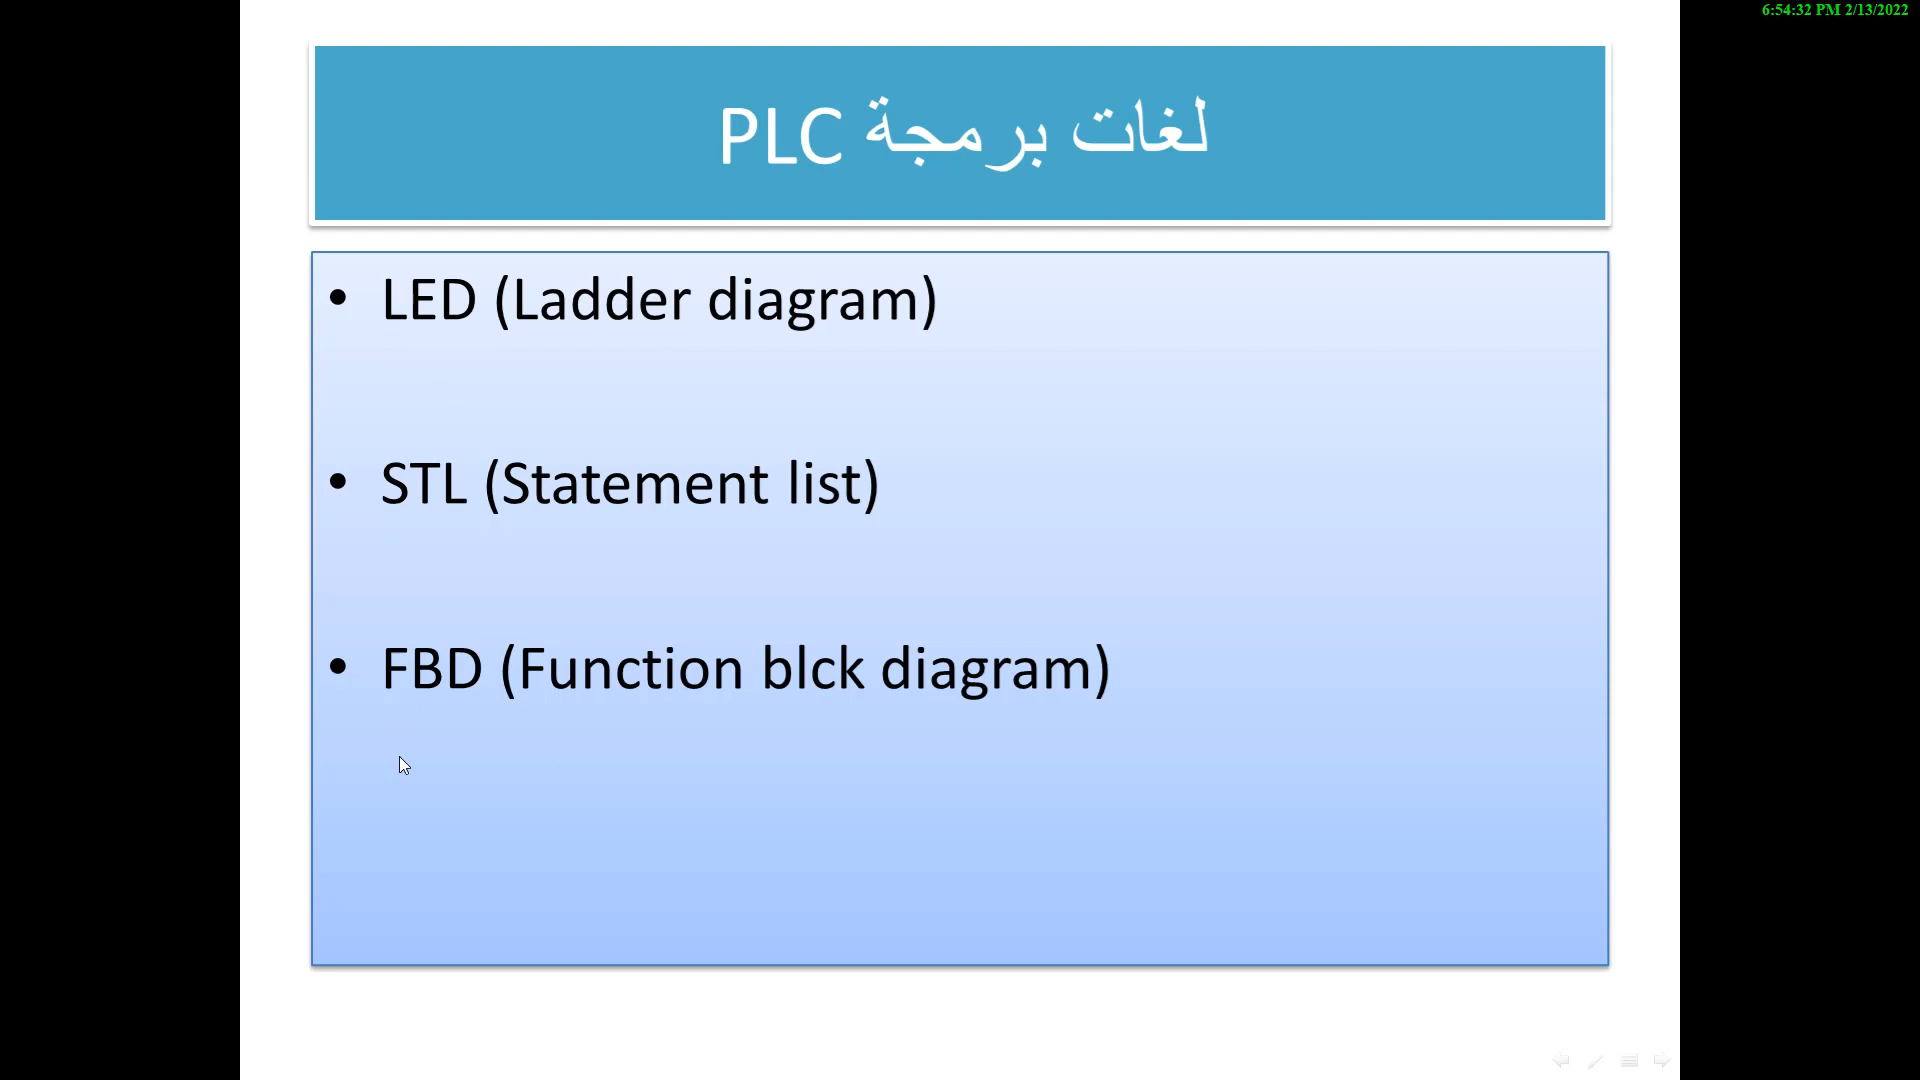 6:54:32 PM 2/13/2022
لغات برمجة PLC
• LED (Ladder diagram)
• STL (Statement list)
• FBD (Function blck diagram)